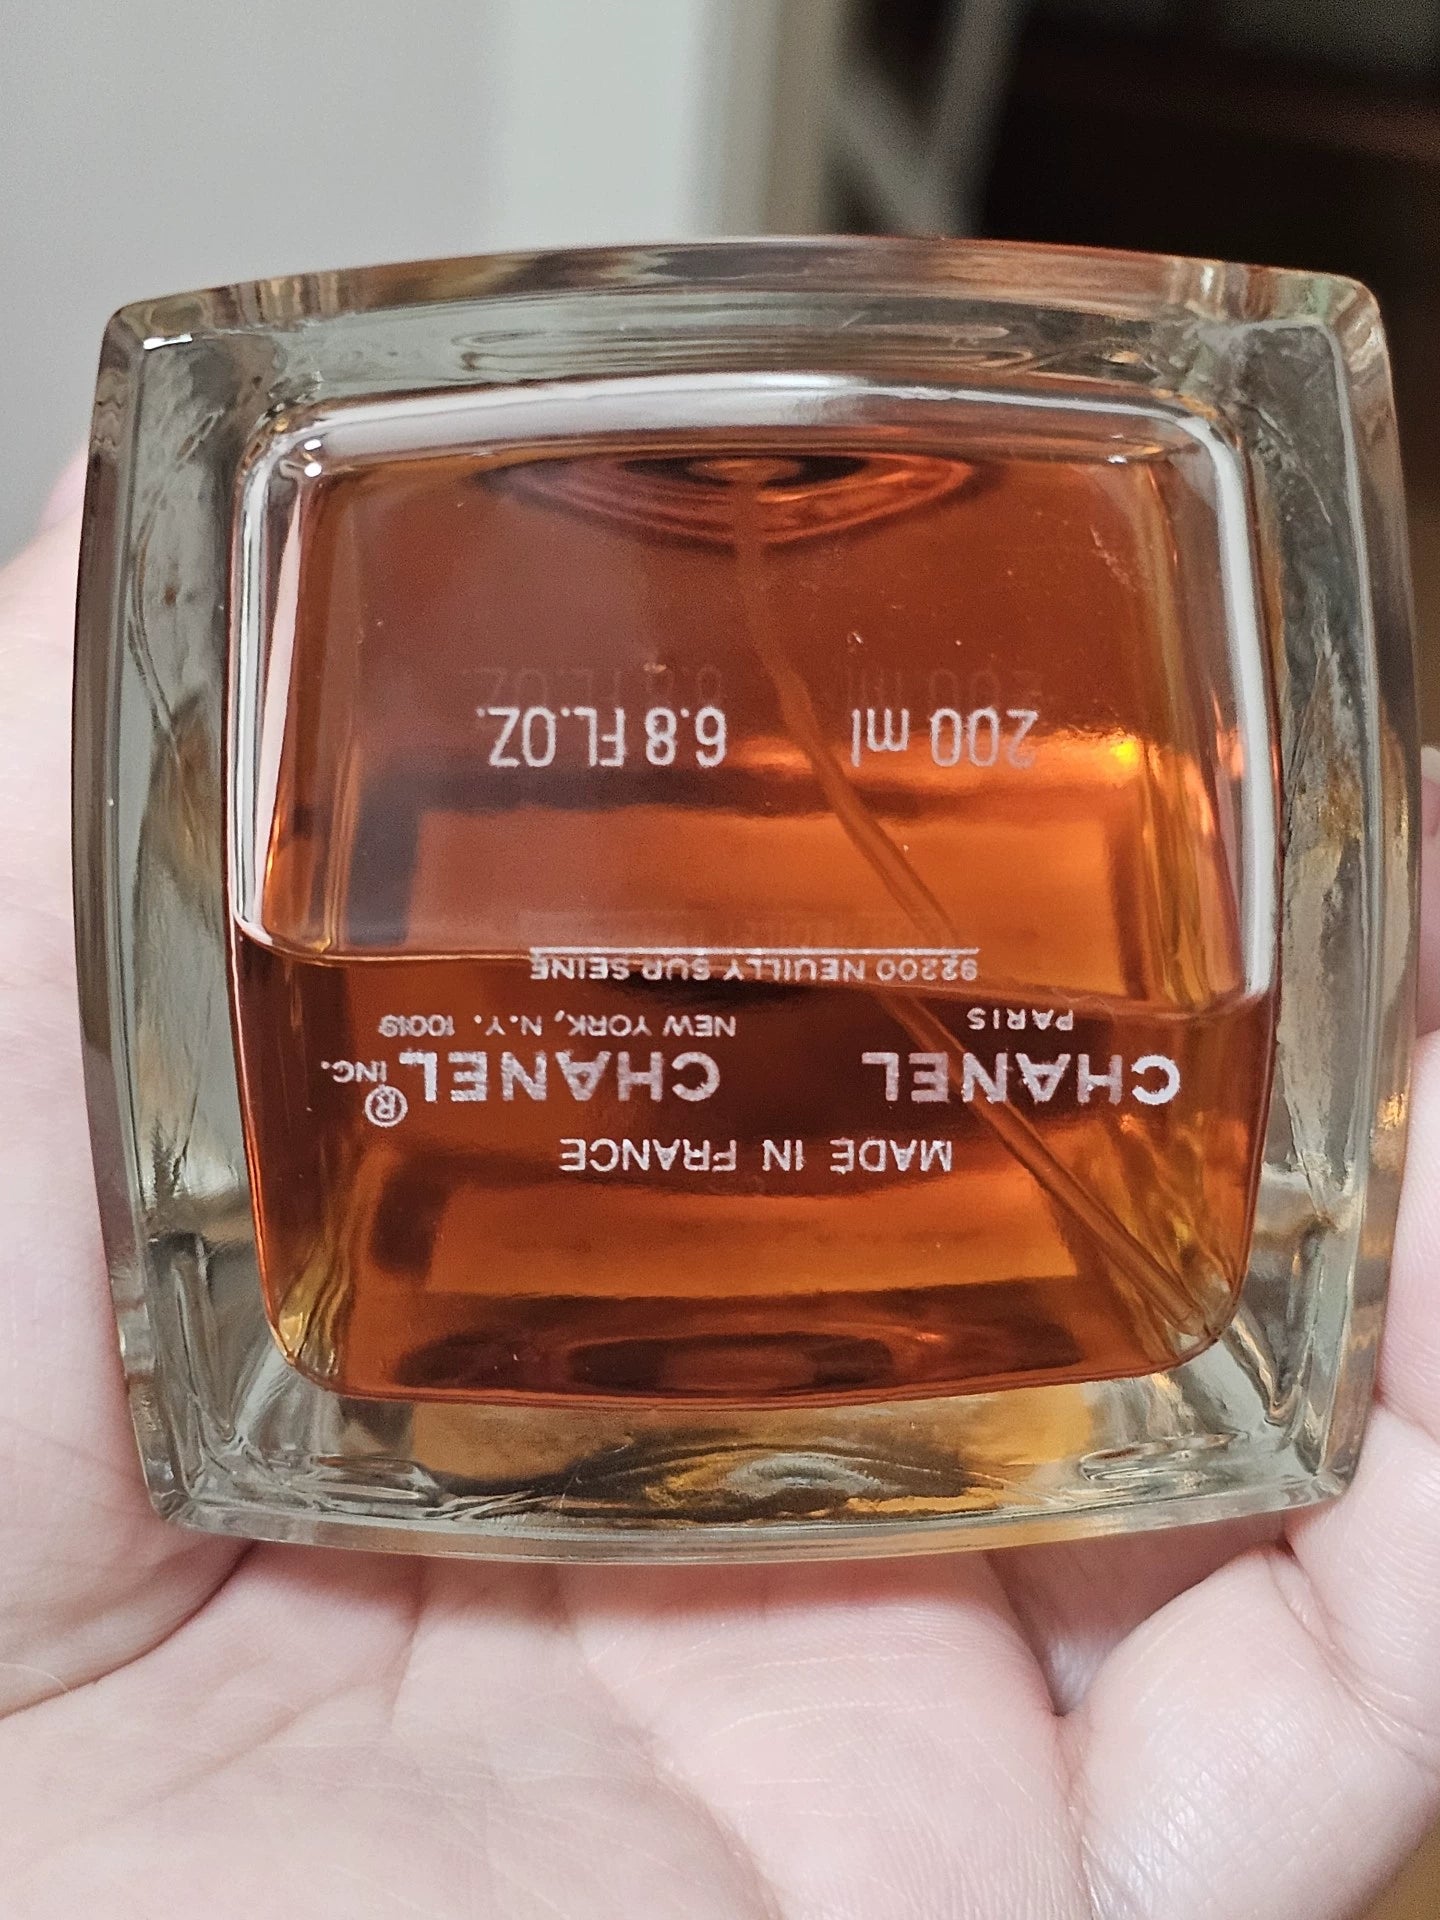 MADE IN FRANCE
CHANEL CHANEL® INC.
PARIS NEW YORK, N.Y. 10019
92200 NEUILLY SUR SEINE
200 ml 6.8 FL.OZ.